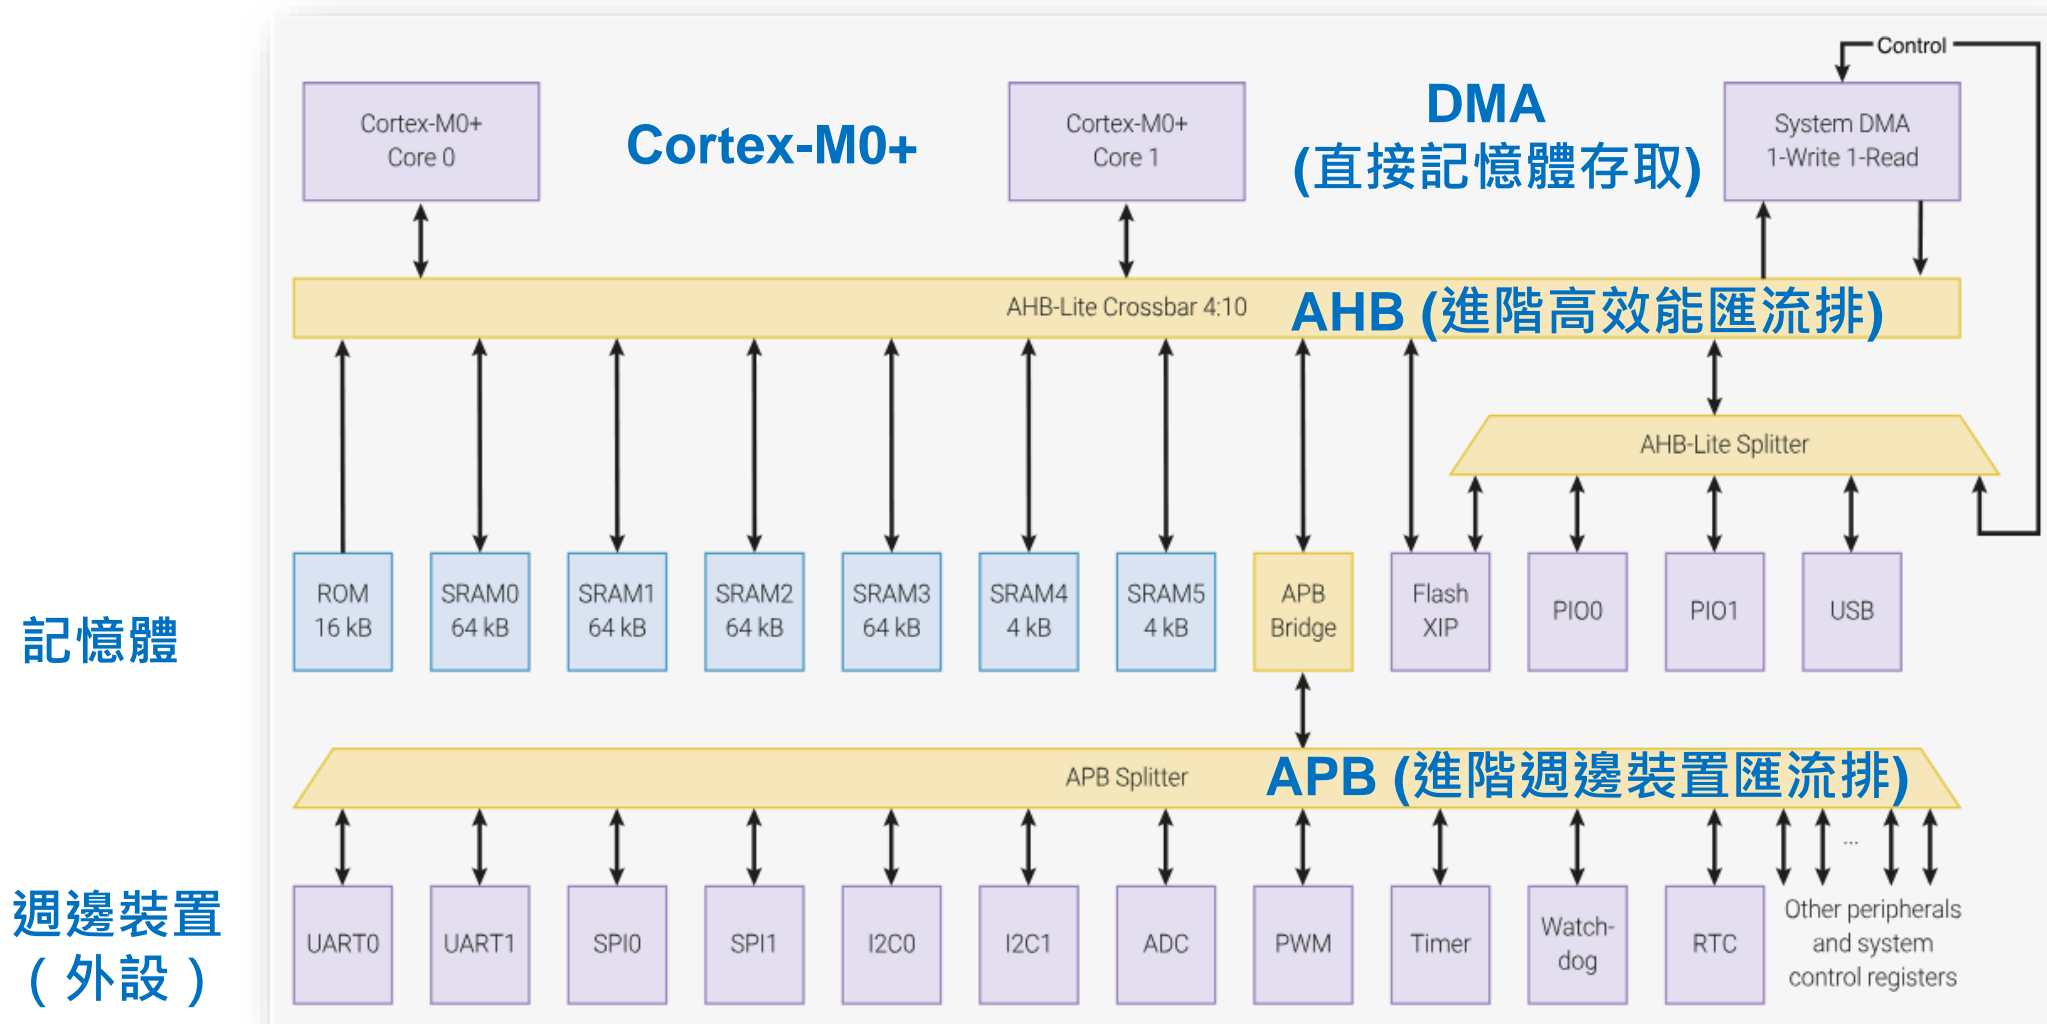 Control
Cortex-M0+
Core 0
Cortex-M0+
Cortex-M0+
Core 1
DMA
(直接記憶體存取)
System DMA
1-Write 1-Read
AHB-Lite Crossbar 4:10
AHB (進階高效能匯流排)
AHB-Lite Splitter
記憶體
ROM
16 kB
SRAM0
64 kB
SRAM1
64 kB
SRAM2
64 kB
SRAM3
64 kB
SRAM4
4 kB
SRAM5
4 kB
APB
Bridge
Flash
XIP
PIO0
PIO1
USB
APB Splitter
APB (進階週邊裝置匯流排)
...
週邊裝置
(外設)
UART0
UART1
SPI0
SPI1
I2C0
I2C1
ADC
PWM
Timer
Watch-
dog
RTC
Other peripherals
and system
control registers